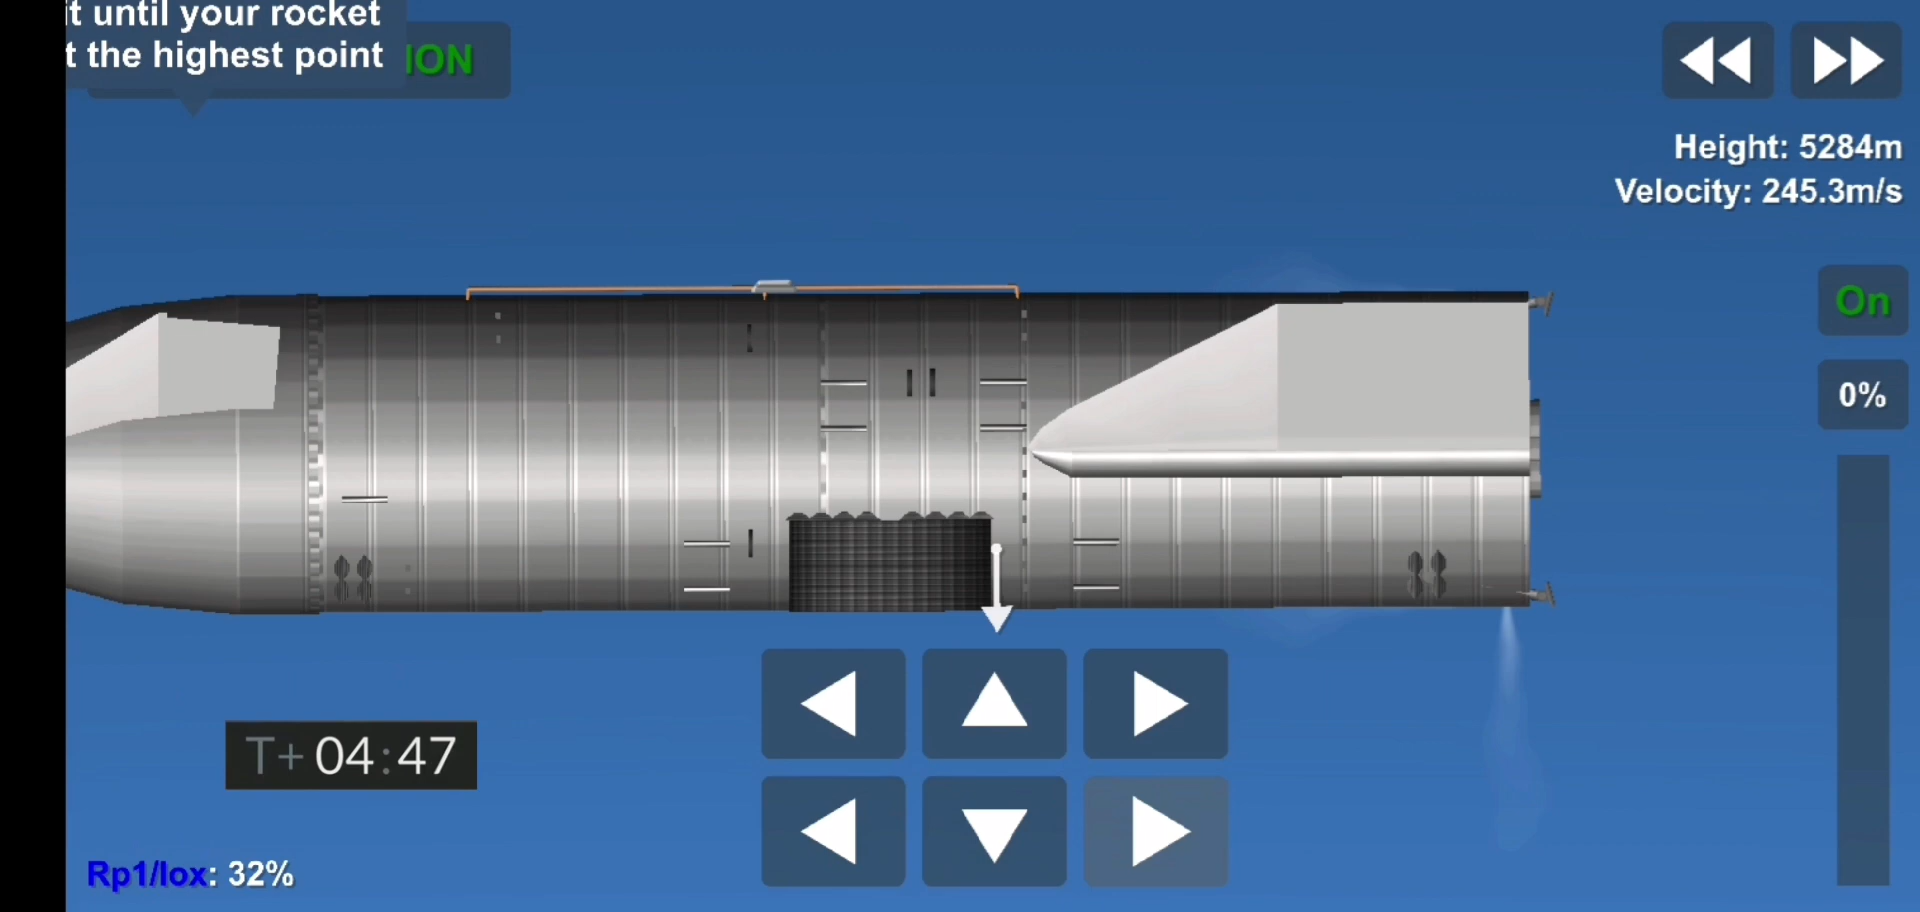 it until your rocket
t the highest point
ION
Height: 5284m
Velocity: 245.3m/s
On
0%
T+04:47
Rp1/lox: 32%